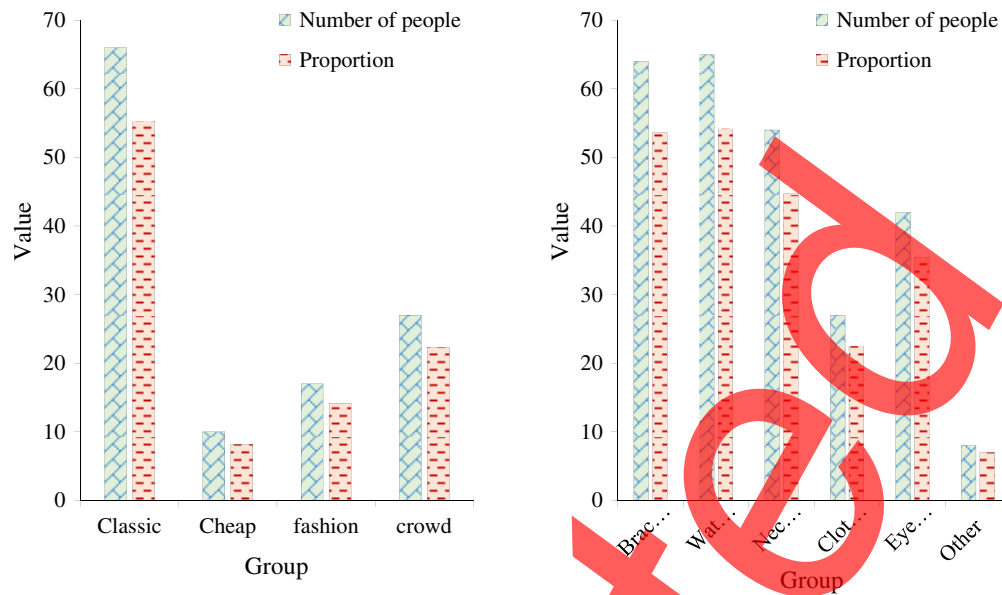 70
60
50
40
30
20
10
0
Value
Number of people
Proportion
Classic Cheap fashion crowd
Group
70
60
50
40
30
20
10
0
Value
Number of people
Proportion
Brac… Wat… Nec… Clot… Eye… Other
Group
ted